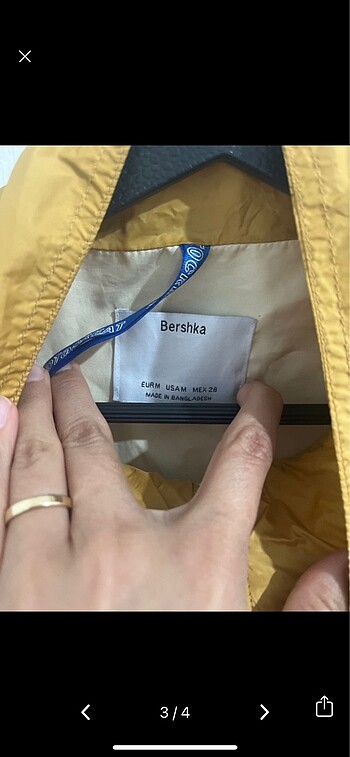 Bershka
EUR M USA M MEX 28
MADE IN BANGLADESH
3/4